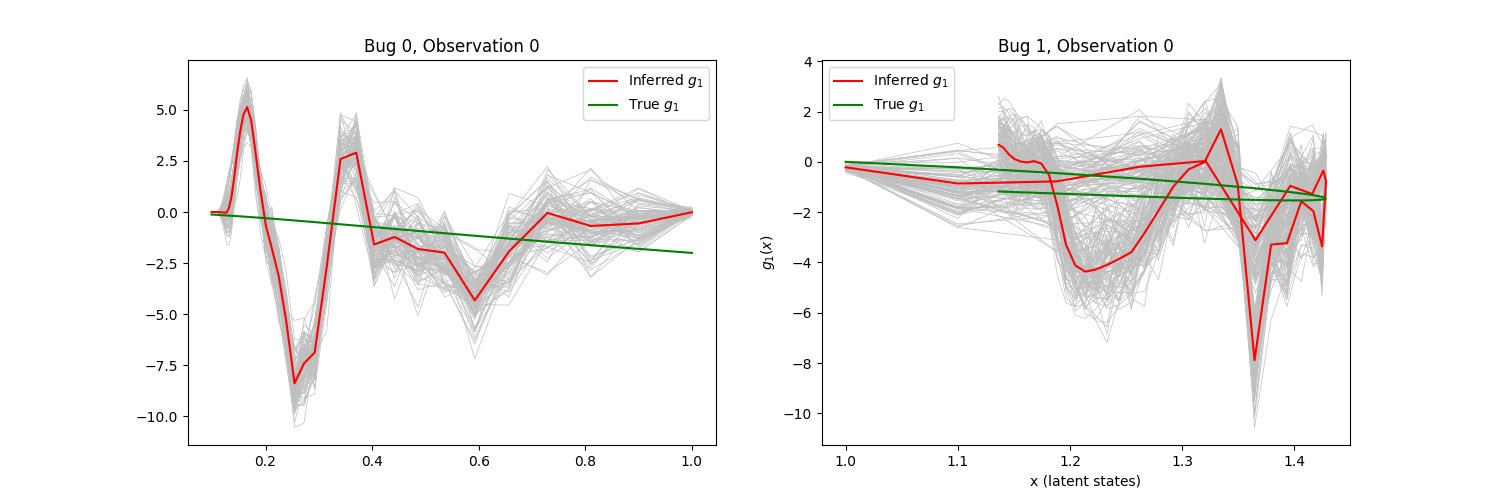 Bug 0, Observation 0
Inferred g₁
True g₁
5.0
2.5
0.0
−2.5
−5.0
−7.5
−10.0
0.2 0.4 0.6 0.8 1.0
Bug 1, Observation 0
Inferred g₁
True g₁
4
2
0
−2
−4
−6
−8
−10
g₁(x)
1.0 1.1 1.2 1.3 1.4
x (latent states)